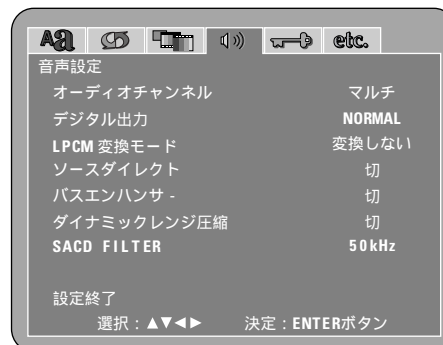 Aa etc.
音声設定
オーディオチャンネル マルチ
デジタル出力 NORMAL
LPCM 変換モード 変換しない
ソースダイレクト 切
バスエンハンサ - 切
ダイナミックレンジ圧縮 切
SACD FILTER 50kHz
設定終了
選択：▲▼◀▶ 決定：ENTERボタン